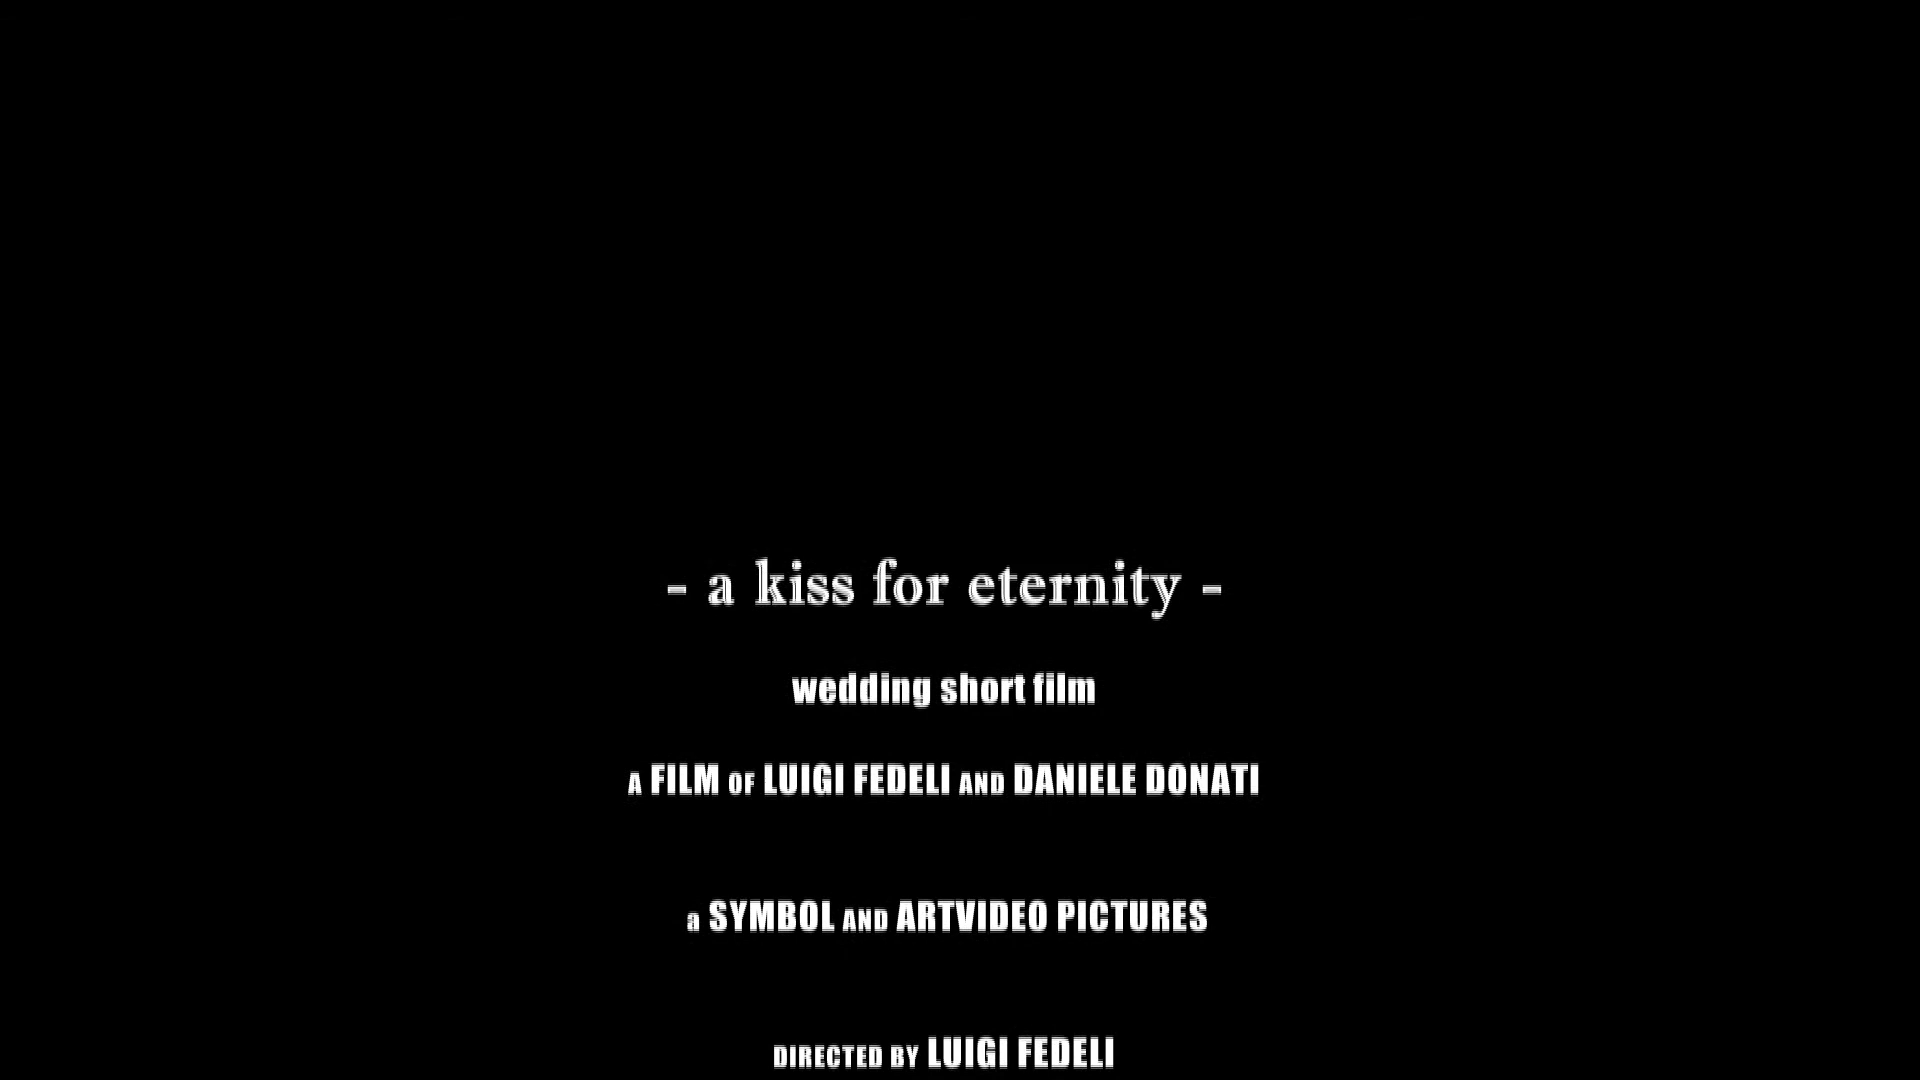 - a kiss for eternity -
wedding short film
A FILM OF LUIGI FEDELI AND DANIELE DONATI
a SYMBOL AND ARTVIDEO PICTURES
DIRECTED BY LUIGI FEDELI